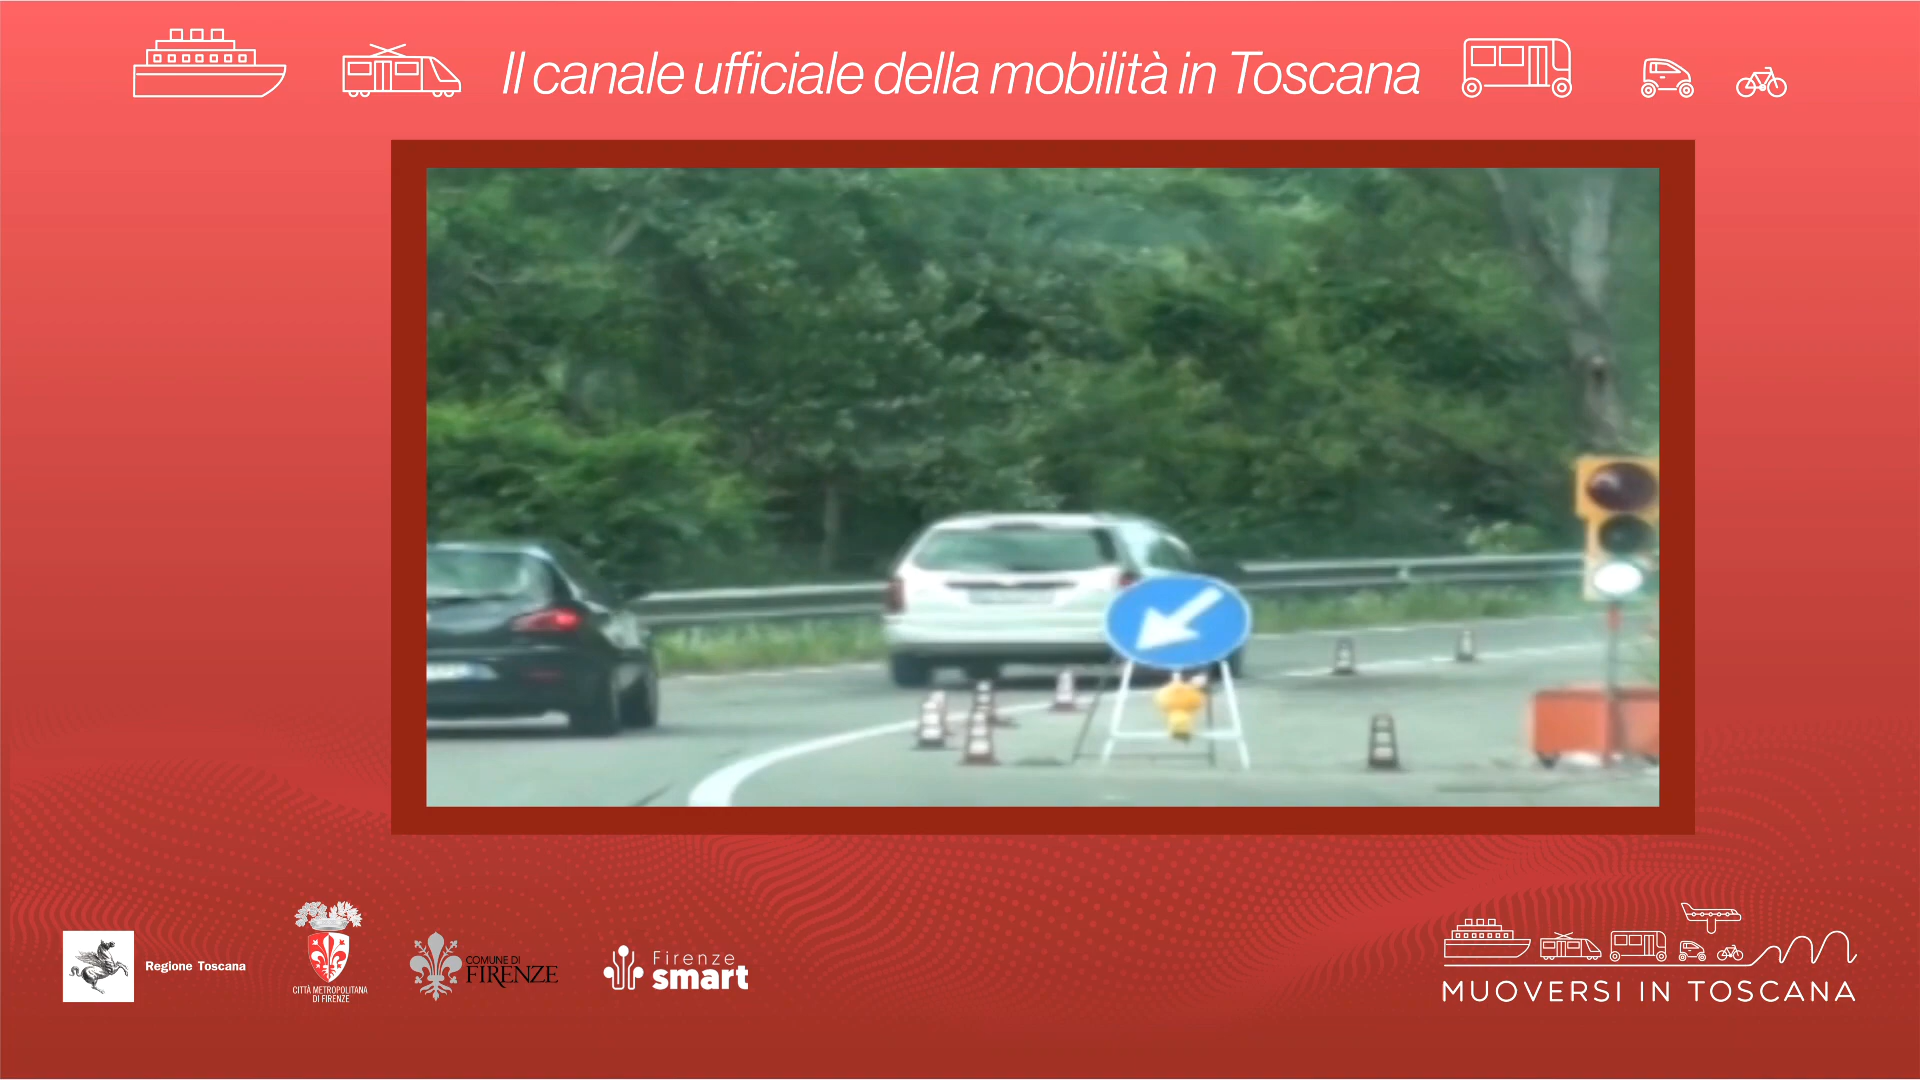 Il canale ufficiale della mobilità in Toscana
Regione Toscana
CITTÀ METROPOLITANA
DI FIRENZE
COMUNE DI
FIRENZE
Firenze
smart
MUOVERSI IN TOSCANA